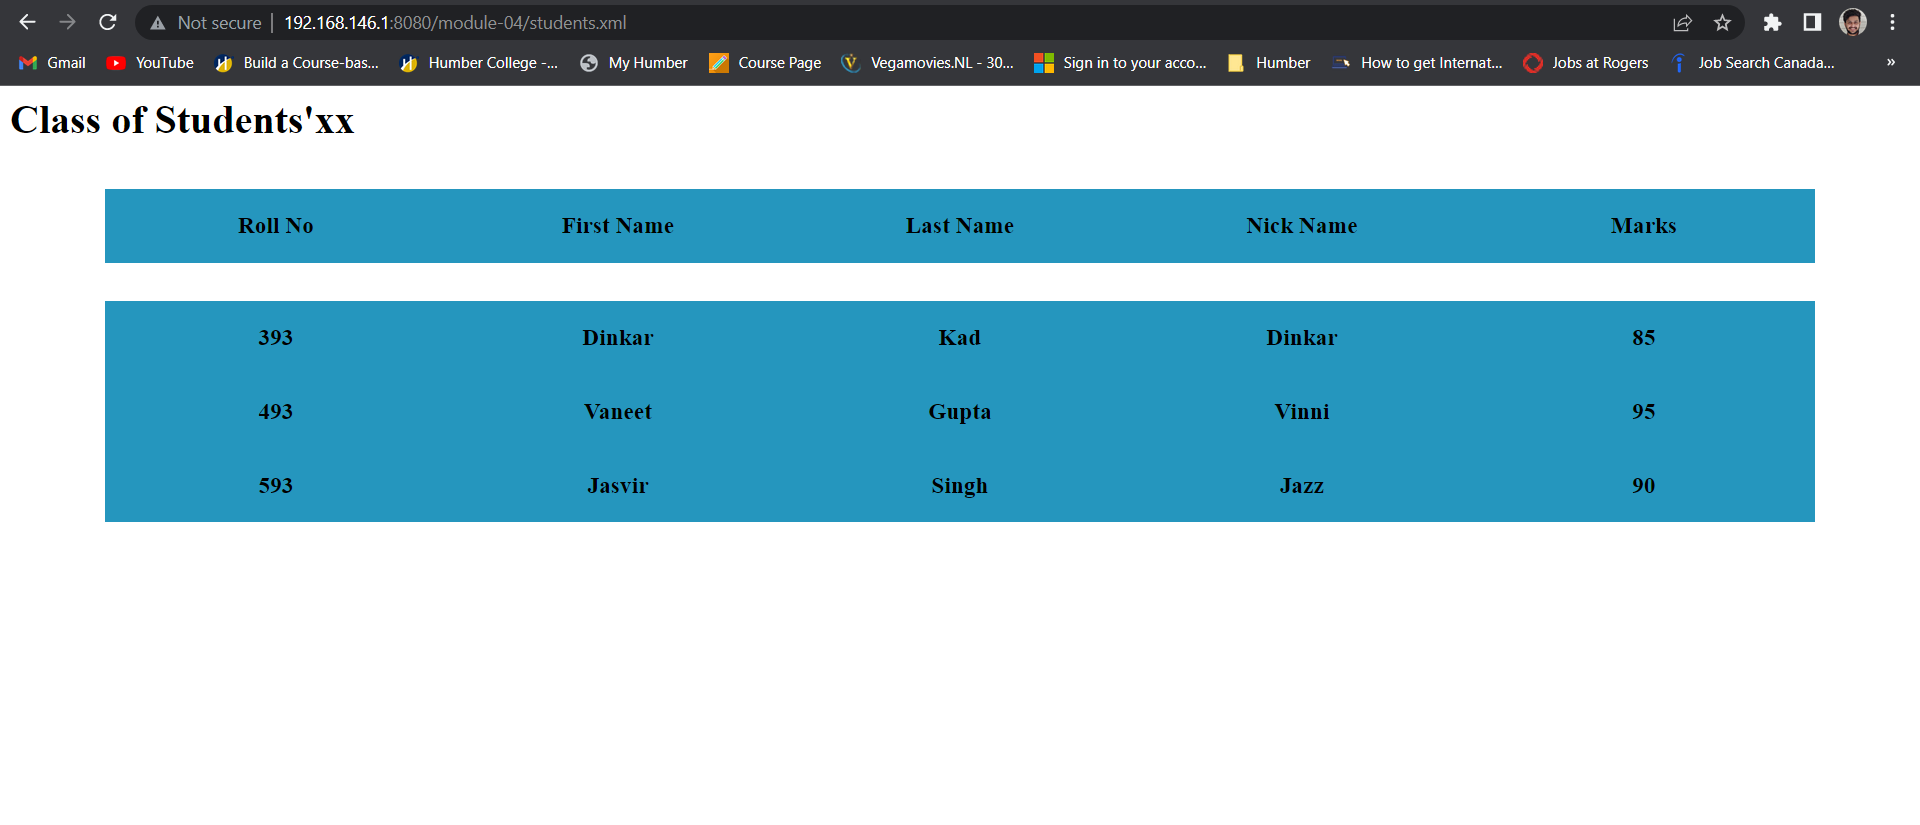 Not secure 192.168.146.1:8080/module-04/students.xml
Gmail YouTube Build a Course-bas... Humber College -... My Humber Course Page Vegamovies.NL - 30... Sign in to your acco... Humber How to get Internat... Jobs at Rogers Job Search Canada... »
Class of Students'xx
Roll No First Name Last Name Nick Name Marks
393 Dinkar Kad Dinkar 85
493 Vaneet Gupta Vinni 95
593 Jasvir Singh Jazz 90